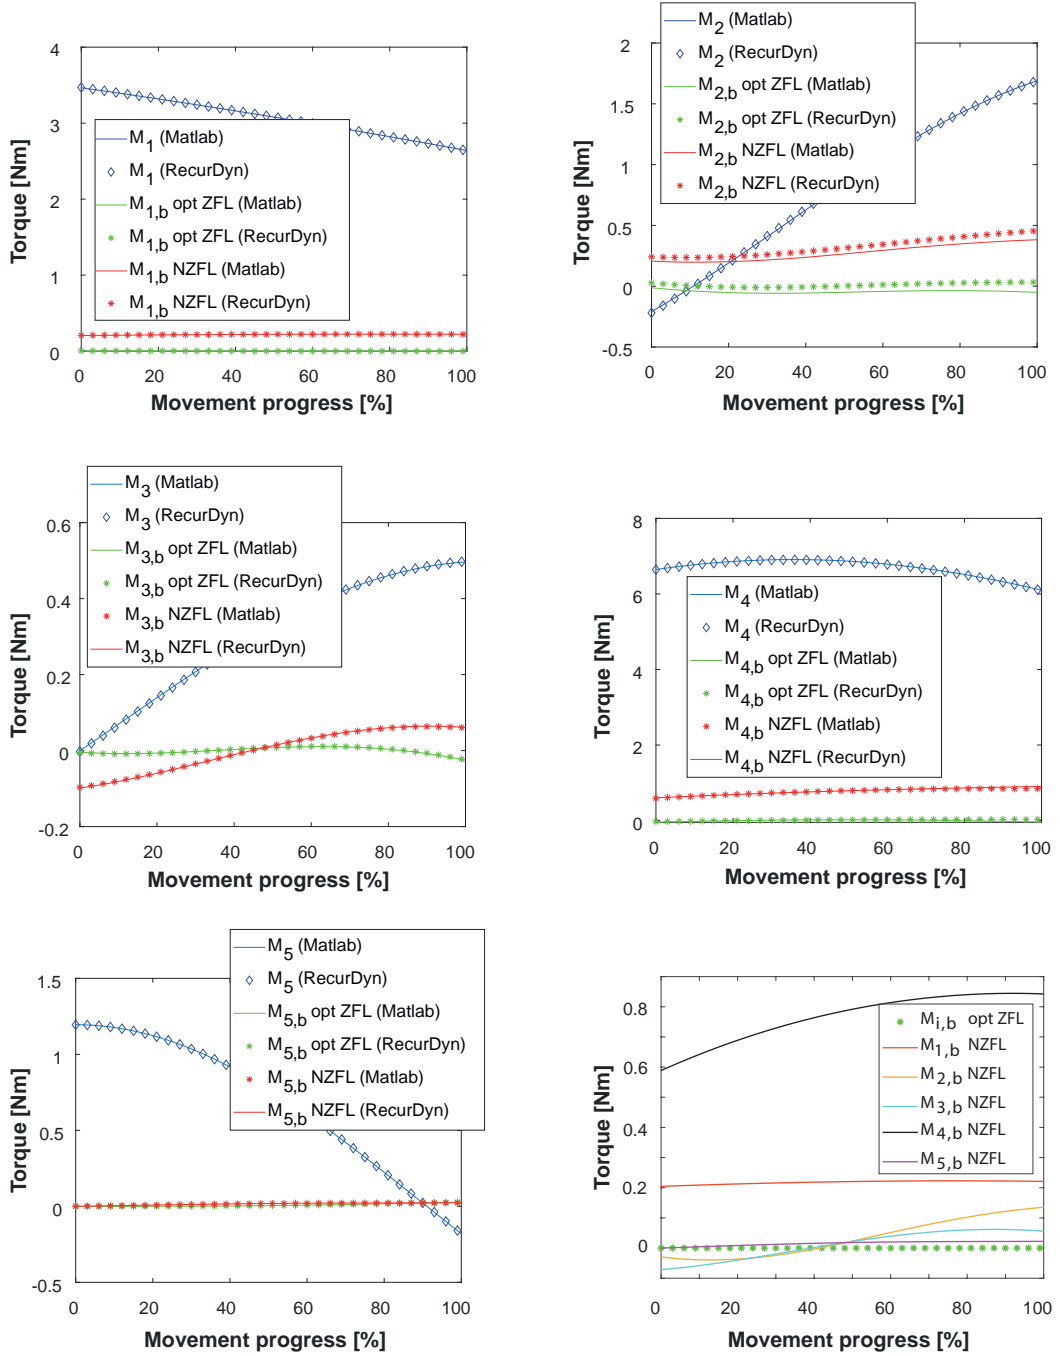 4
3
2
1
0
Torque [Nm]
M1 (Matlab)
M1 (RecurDyn)
M1,b opt ZFL (Matlab)
M1,b opt ZFL (RecurDyn)
M1,b NZFL (Matlab)
M1,b NZFL (RecurDyn)
0 20 40 60 80 100
Movement progress [%]
M2 (Matlab)
M2 (RecurDyn)
M2,b opt ZFL (Matlab)
M2,b opt ZFL (RecurDyn)
M2,b NZFL (Matlab)
M2,b NZFL (RecurDyn)
2
1.5
1
0.5
0
-0.5
Torque [Nm]
0 20 40 60 80 100
Movement progress [%]
M3 (Matlab)
M3 (RecurDyn)
M3,b opt ZFL (Matlab)
M3,b opt ZFL (RecurDyn)
M3,b NZFL (Matlab)
M3,b NZFL (RecurDyn)
0.6
0.4
0.2
0
-0.2
Torque [Nm]
0 20 40 60 80 100
Movement progress [%]
8
6
4
2
0
Torque [Nm]
M4 (Matlab)
M4 (RecurDyn)
M4,b opt ZFL (Matlab)
M4,b opt ZFL (RecurDyn)
M4,b NZFL (Matlab)
M4,b NZFL (RecurDyn)
0 20 40 60 80 100
Movement progress [%]
M5 (Matlab)
M5 (RecurDyn)
M5,b opt ZFL (Matlab)
M5,b opt ZFL (RecurDyn)
M5,b NZFL (Matlab)
M5,b NZFL (RecurDyn)
1.5
1
0.5
0
-0.5
Torque [Nm]
0 20 40 60 80 100
Movement progress [%]
0.8
0.6
0.4
0.2
0
Torque [Nm]
Mi,b opt ZFL
M1,b NZFL
M2,b NZFL
M3,b NZFL
M4,b NZFL
M5,b NZFL
0 20 40 60 80 100
Movement progress [%]